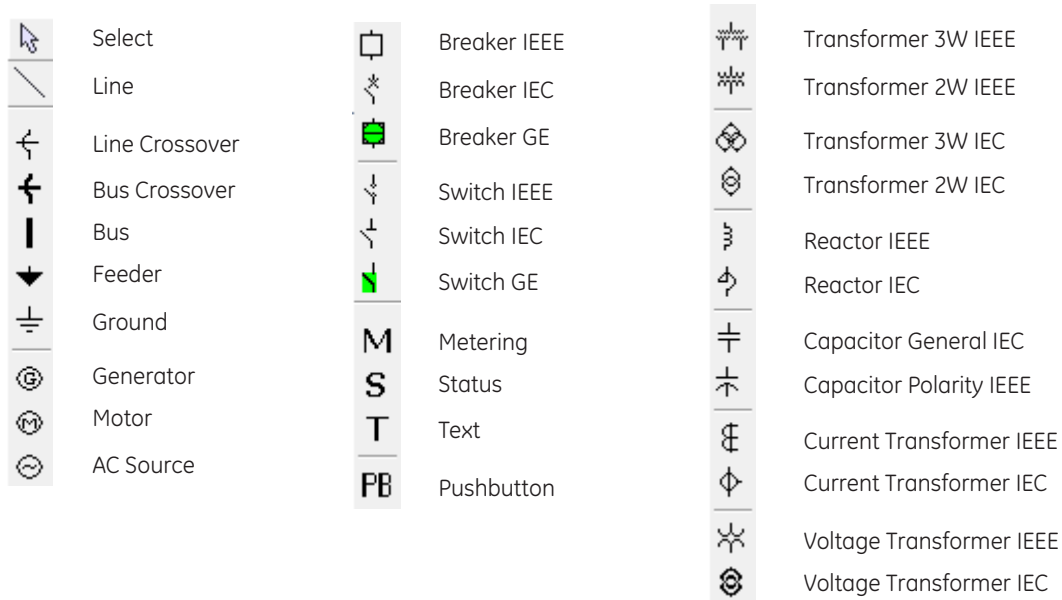 Select
Line
Line Crossover
Bus Crossover
Bus
Feeder
Ground
G Generator
M Motor
AC Source
Breaker IEEE
Breaker IEC
Breaker GE
Switch IEEE
Switch IEC
Switch GE
M Metering
S Status
T Text
PB Pushbutton
Transformer 3W IEEE
Transformer 2W IEEE
Transformer 3W IEC
Transformer 2W IEC
Reactor IEEE
Reactor IEC
Capacitor General IEC
Capacitor Polarity IEEE
Current Transformer IEEE
Current Transformer IEC
Voltage Transformer IEEE
Voltage Transformer IEC